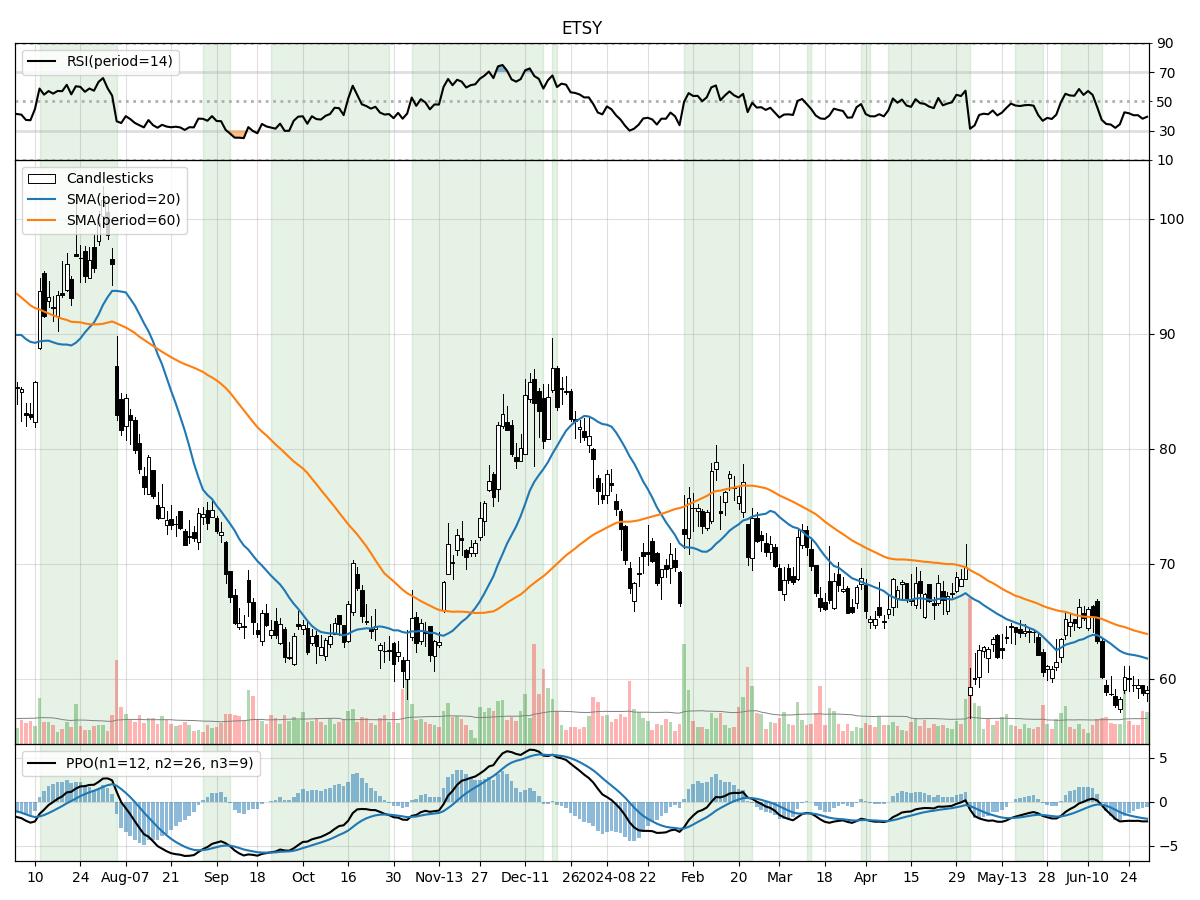 ETSY
RSI(period=14)
90
70
50
30
10
Candlesticks
SMA(period=20)
SMA(period=60)
100
90
80
70
60
PPO(n1=12, n2=26, n3=9)
5
0
−5
10 24 Aug-07 21 Sep 18 Oct 16 30 Nov-13 27 Dec-11 26 2024-08 22 Feb 20 Mar 18 Apr 15 29 May-13 28 Jun-10 24